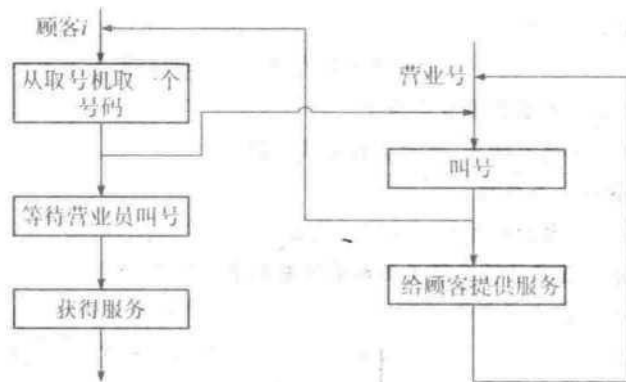 顾客i
从取号机取一个
号码
等待营业员叫号
获得服务
营业号
叫号
给顾客提供服务